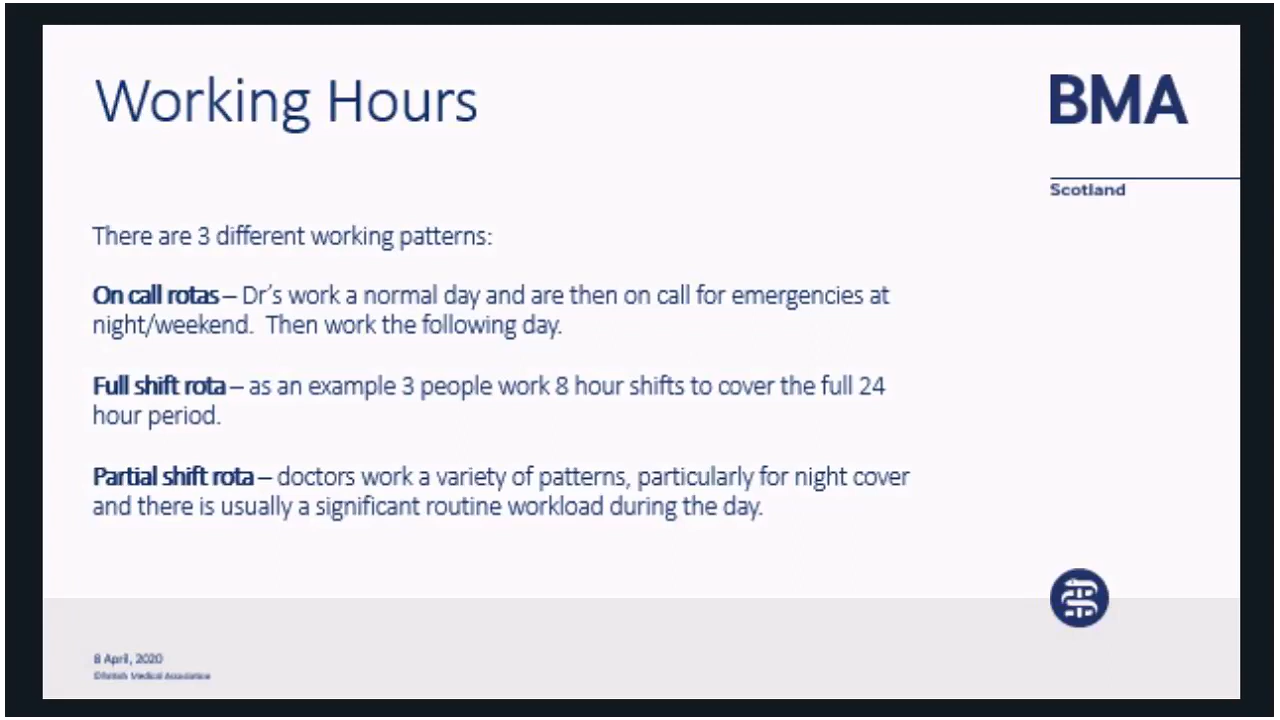 Working Hours
BMA
Scotland
There are 3 different working patterns:
On call rotas – Dr’s work a normal day and are then on call for emergencies at
night/weekend.  Then work the following day.
Full shift rota – as an example 3 people work 8 hour shifts to cover the full 24
hour period.
Partial shift rota – doctors work a variety of patterns, particularly for night cover
and there is usually a significant routine workload during the day.
8 April, 2020
©British Medical Association